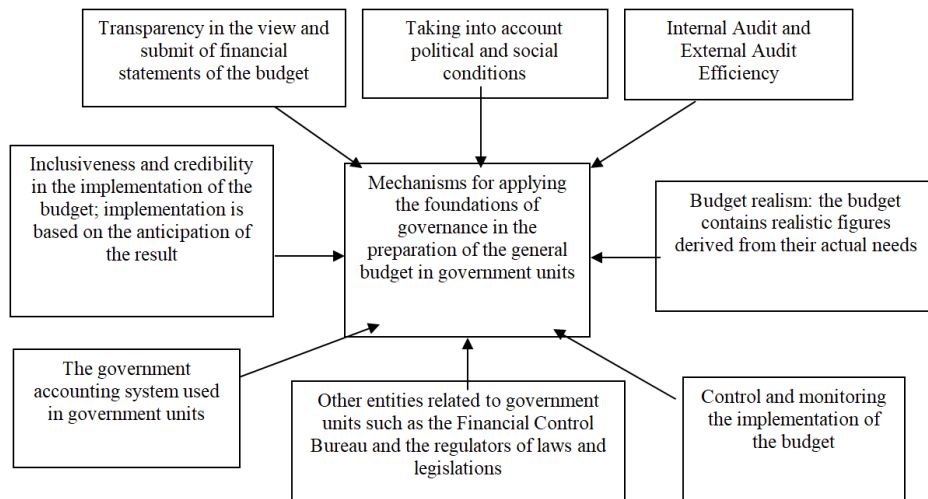 Transparency in the view and
submit of financial
statements of the budget
Taking into account
political and social
conditions
Internal Audit and
External Audit
Efficiency
Inclusiveness and credibility
in the implementation of the
budget; implementation is
based on the anticipation of
the result
Mechanisms for applying
the foundations of
governance in the
preparation of the general
budget in government units
Budget realism: the budget
contains realistic figures
derived from their actual needs
The government
accounting system used
in government units
Other entities related to government
units such as the Financial Control
Bureau and the regulators of laws and
legislations
Control and monitoring
the implementation of
the budget